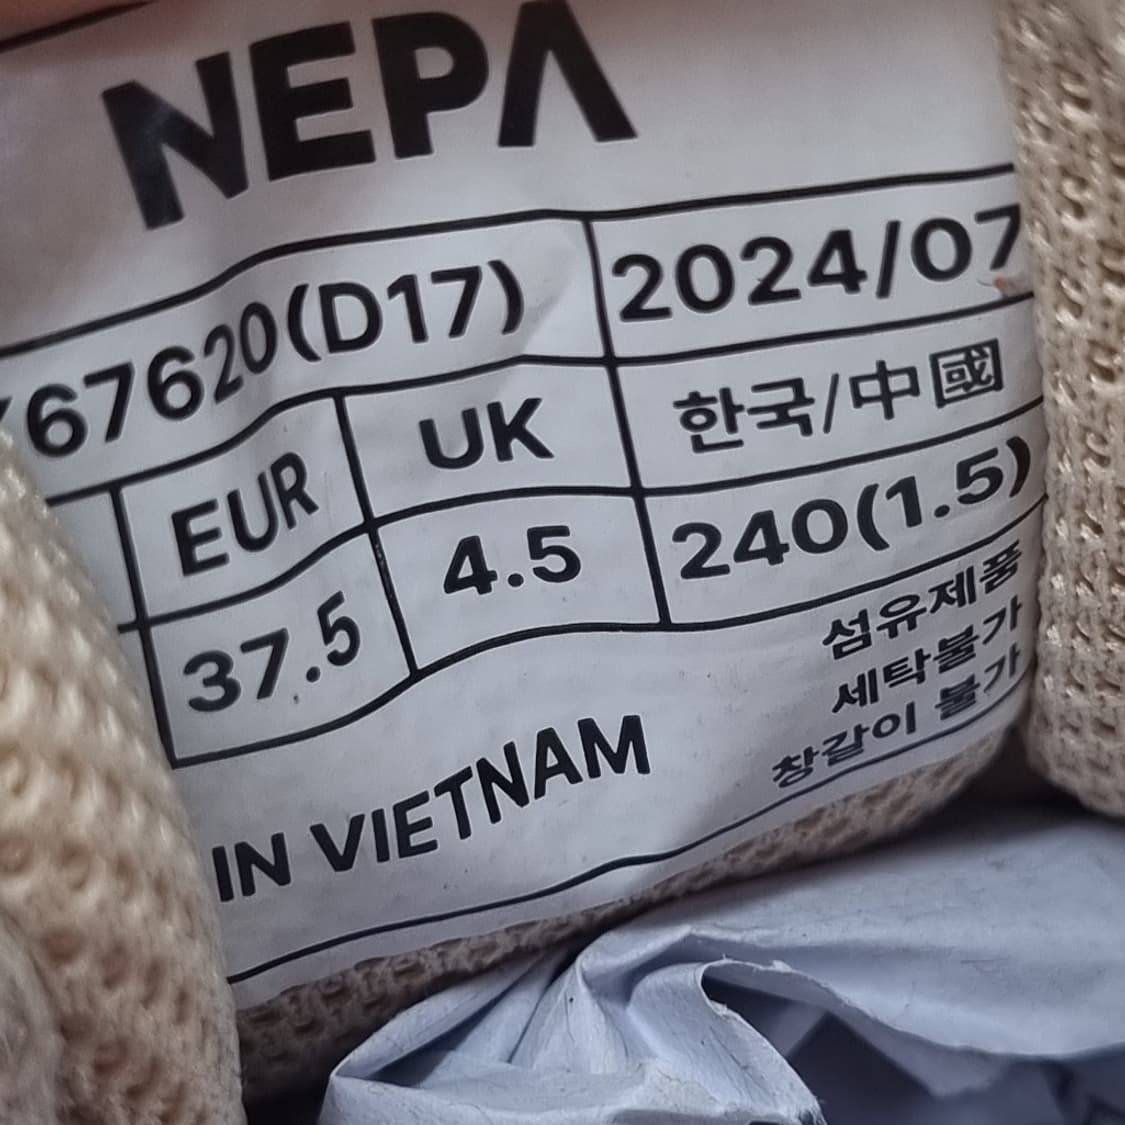 NEPA
67620(D17) 2024/07
EUR UK 한국/中國
37.5 4.5 240(1.5)
섬유제품
세탁불가
창갈이 불가
IN VIETNAM